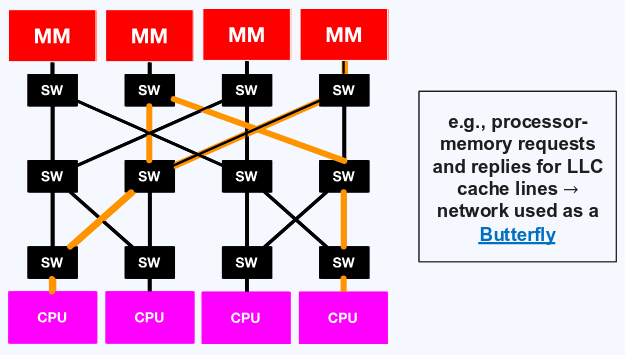 MM MM MM MM
SW SW SW SW
SW SW SW SW
SW SW SW SW
CPU CPU CPU CPU
e.g., processor-
memory requests
and replies for LLC
cache lines →
network used as a
Butterfly